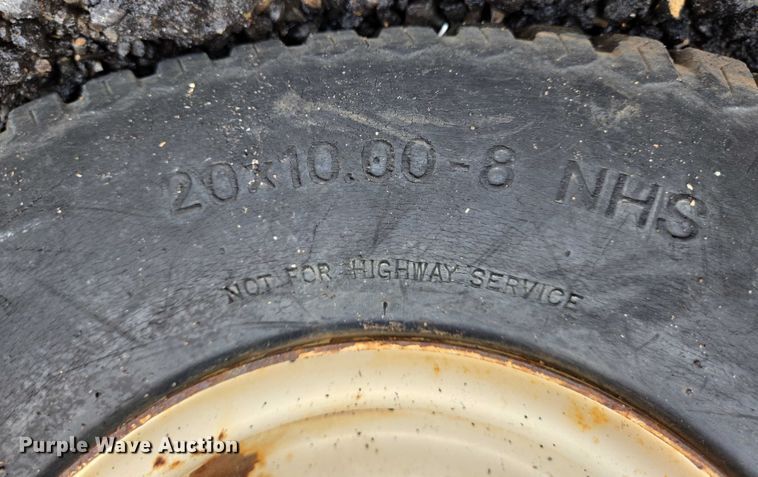 20x10.00-8 NHS
NOT FOR HIGHWAY SERVICE
Purple Wave Auction